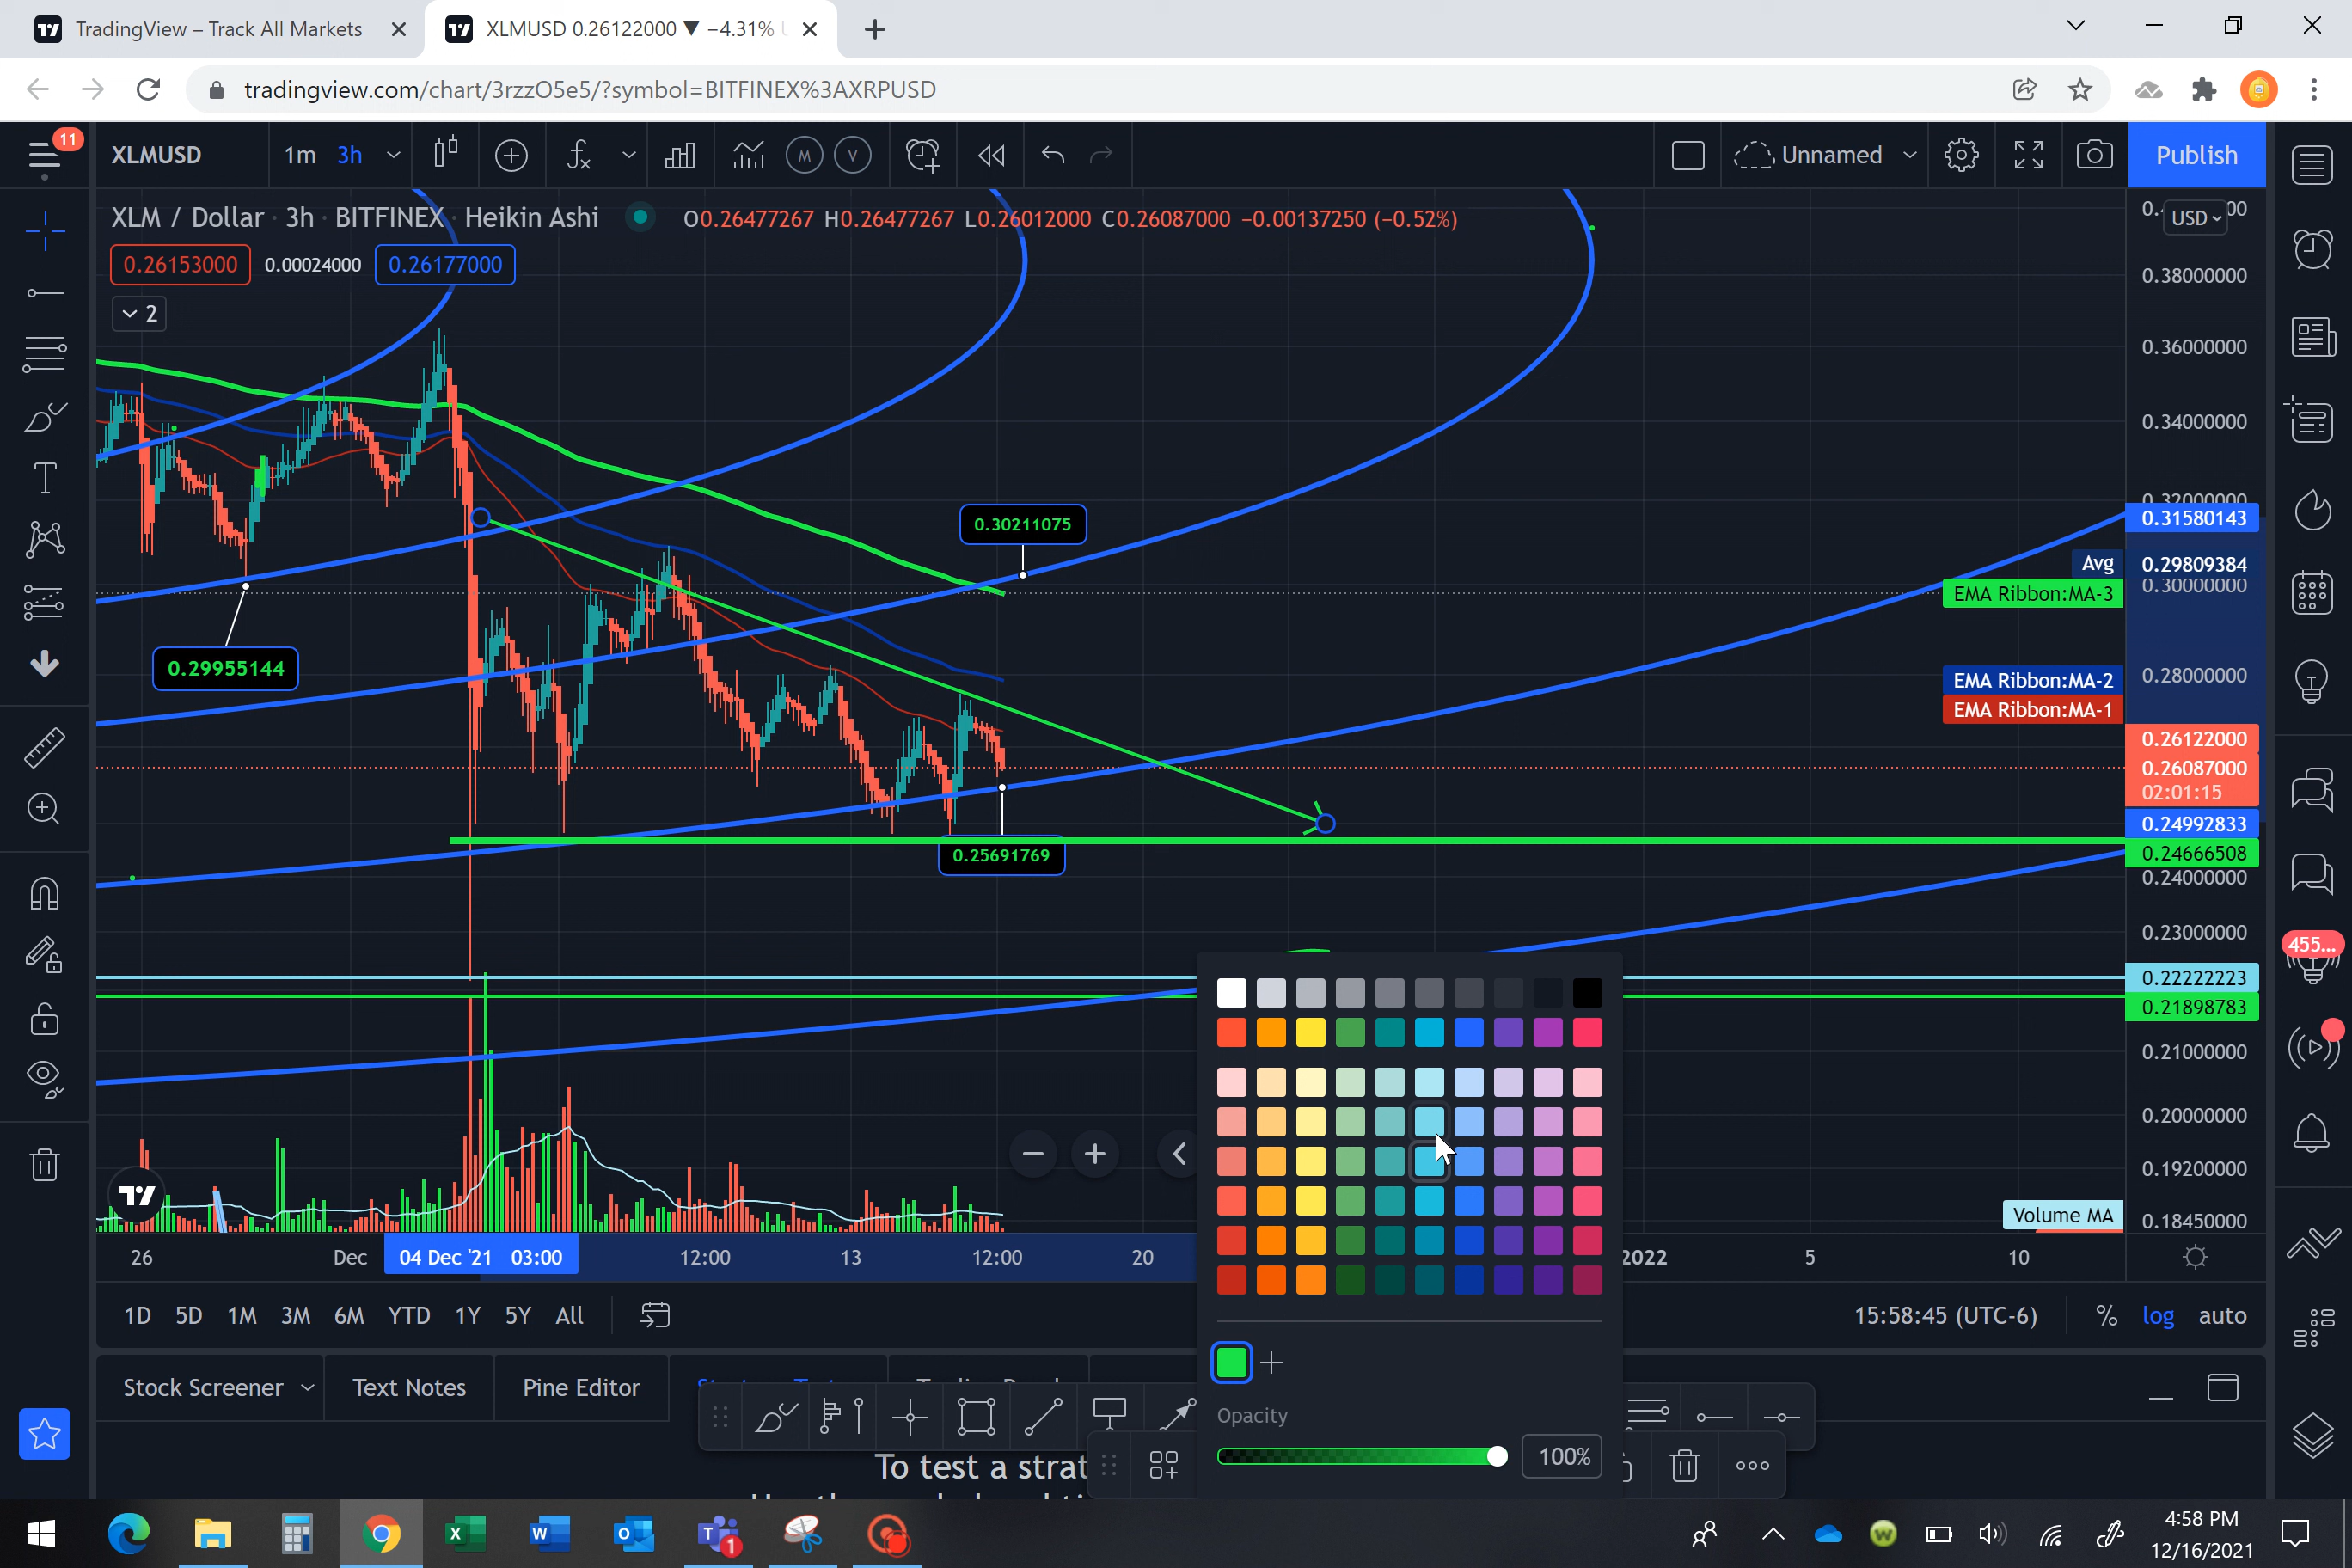 TradingView – Track All Markets
XLMUSD 0.26122000 ▼ −4.31%
tradingview.com/chart/3rzzO5e5/?symbol=BITFINEX%3AXRPUSD
11
XLMUSD
1m 3h
M V
Unnamed
Publish
XLM / Dollar · 3h · BITFINEX · Heikin Ashi
O0.26477267 H0.26477267 L0.26012000 C0.26087000 −0.00137250 (−0.52%)
USD
0.26153000 0.00024000 0.26177000
2
0.38000000
0.36000000
0.34000000
0.32000000
0.31580143
0.30211075
Avg 0.29809384
0.30000000
EMA Ribbon:MA-3
0.29955144
EMA Ribbon:MA-2
0.28000000
EMA Ribbon:MA-1
0.26122000
0.26087000
02:01:15
0.24992833
0.25691769
0.24666508
0.24000000
0.23000000
455...
0.22222223
0.21898783
0.21000000
0.20000000
0.19200000
Volume MA
0.18450000
26 Dec 04 Dec '21 03:00 12:00 13 12:00 20 2022 5 10
1D 5D 1M 3M 6M YTD 1Y 5Y All
15:58:45 (UTC-6) % log auto
Stock Screener Text Notes Pine Editor
Opacity
100%
To test a strat
4:58 PM
12/16/2021